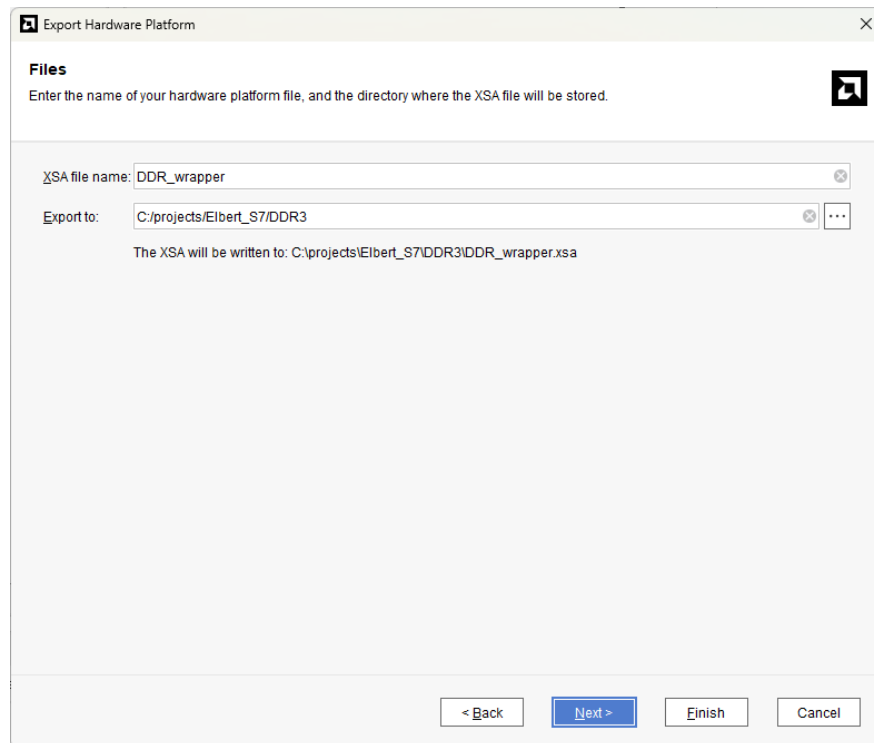 Export Hardware Platform
Files
Enter the name of your hardware platform file, and the directory where the XSA file will be stored.
XSA file name: DDR_wrapper
Export to: C:/projects/Elbert_S7/DDR3 ...
The XSA will be written to: C:\projects\Elbert_S7\DDR3\DDR_wrapper.xsa
< Back Next > Finish Cancel